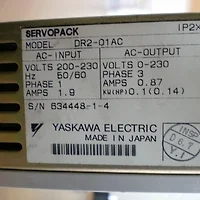 SERVOPACK IP2X
MODEL DR2-01AC
AC-INPUT AC-OUTPUT
VOLTS 200-230 VOLTS 0-230
Hz 50/60 PHASE 3
PHASE 1 AMPS 0.87
AMPS 1.9 kW(HP) 0.1(0.14)
S/N 634448-1-4
YASKAWA ELECTRIC
MADE IN JAPAN
INSP